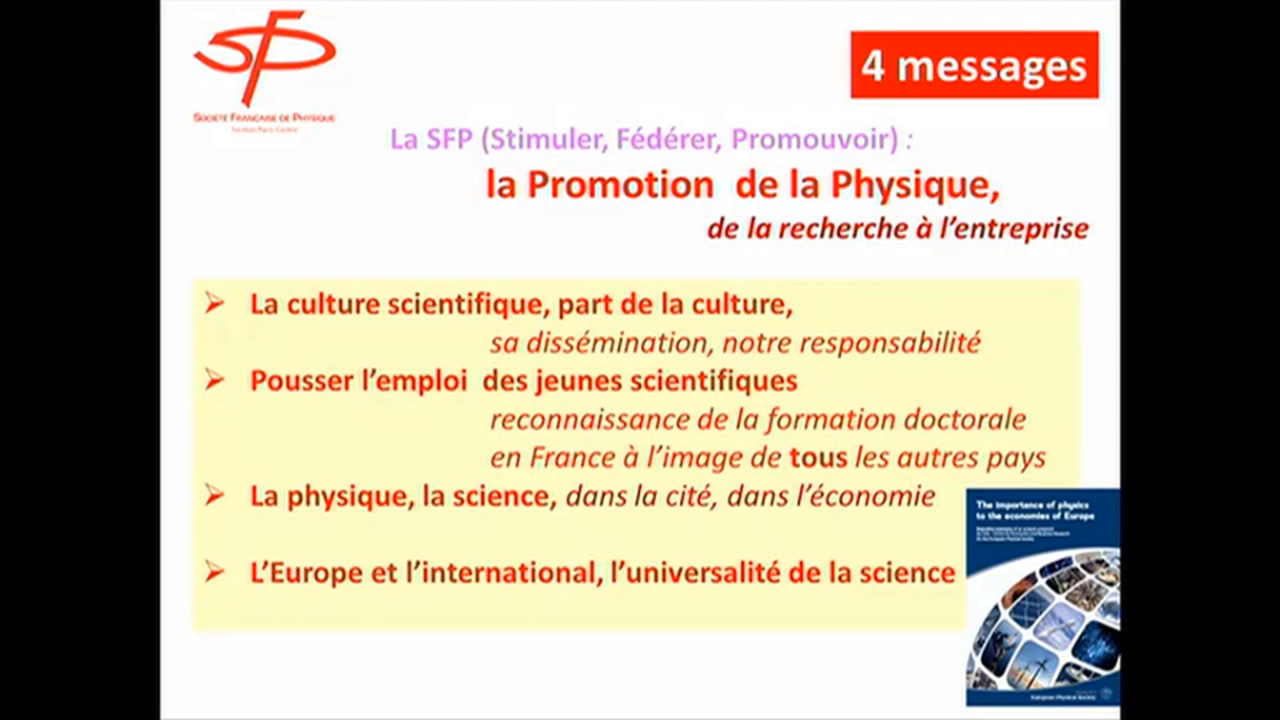 SOCIÉTÉ FRANÇAISE DE PHYSIQUE
Section Paris Centre
4 messages
La SFP (Stimuler, Fédérer, Promouvoir) :
la Promotion de la Physique,
de la recherche à l'entreprise
La culture scientifique, part de la culture,
sa dissémination, notre responsabilité
Pousser l'emploi des jeunes scientifiques
reconnaissance de la formation doctorale
en France à l'image de tous les autres pays
La physique, la science, dans la cité, dans l'économie
L'Europe et l'international, l'universalité de la science
The importance of physics
to the economies of Europe
European Physical Society